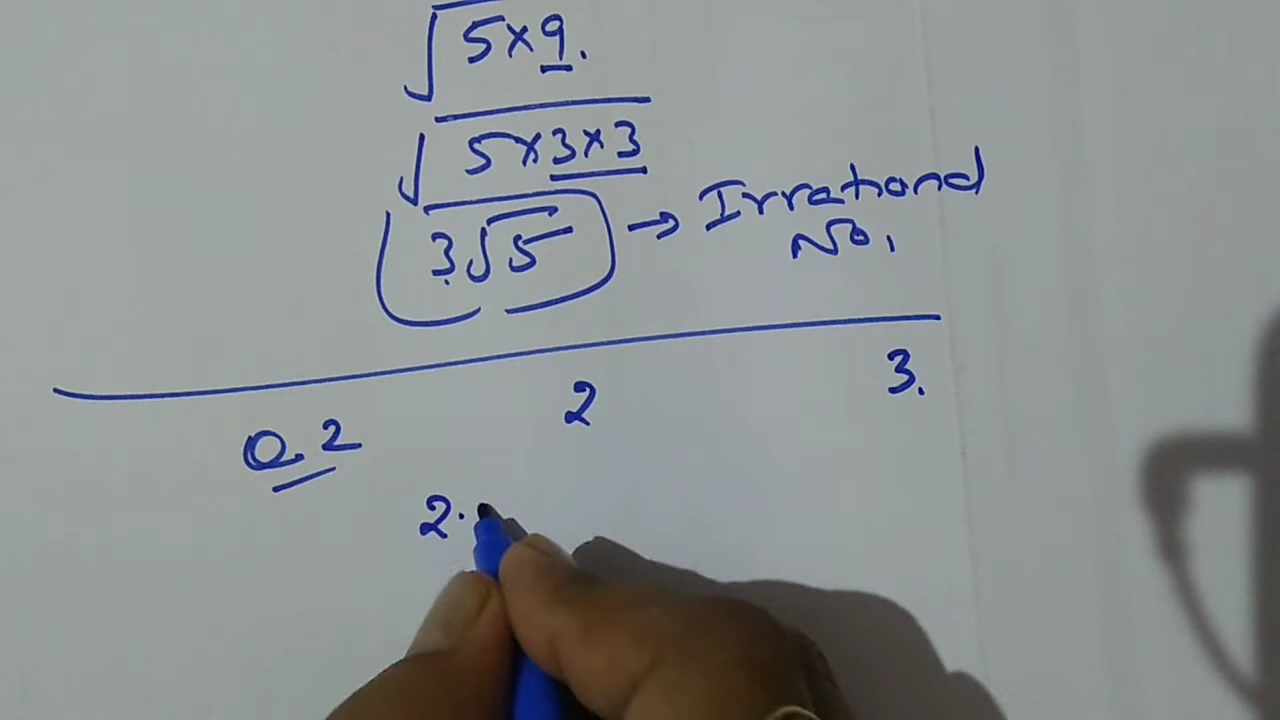 √5×9.
√5×3×3
3√5 → Irrational
No.
2 3.
Q.2
2.